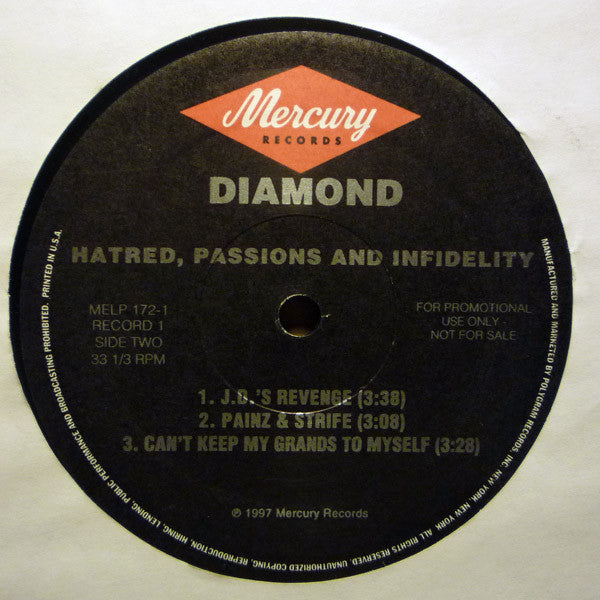 Mercury
RECORDS
DIAMOND
HATRED, PASSIONS AND INFIDELITY
MELP 172-1
RECORD 1
SIDE TWO
33 1/3 RPM
FOR PROMOTIONAL
USE ONLY -
NOT FOR SALE
1. J.D.'S REVENGE (3:38)
2. PAINZ & STRIFE (3:08)
3. CAN'T KEEP MY GRANDS TO MYSELF (3:28)
℗ 1997 Mercury Records
MANUFACTURED AND MARKETED BY POLYGRAM RECORDS INC. NEW YORK, NEW YORK. ALL RIGHTS RESERVED. UNAUTHORIZED COPYING, REPRODUCTION, HIRING, LENDING, PUBLIC PERFORMANCE AND BROADCASTING PROHIBITED. PRINTED IN U.S.A.